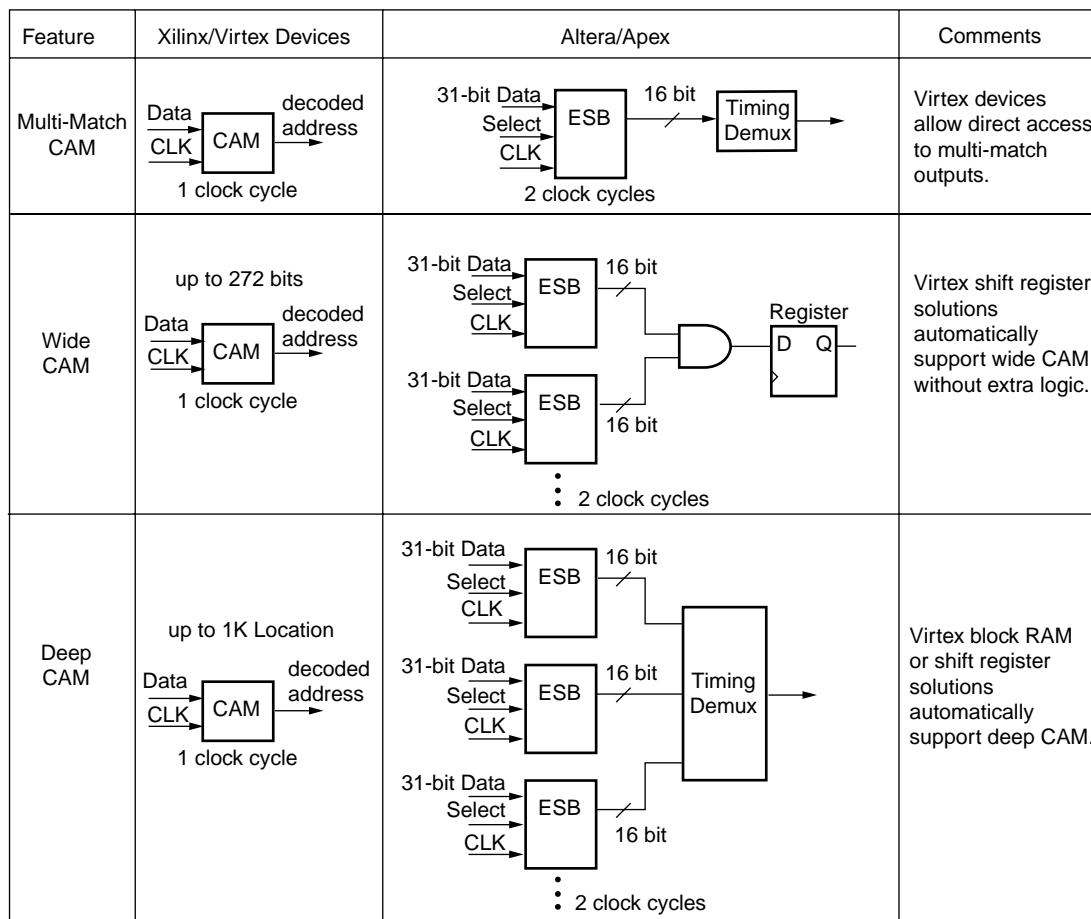 Feature
Xilinx/Virtex Devices
Altera/Apex
Comments
Multi-Match
CAM
Data
CLK
CAM
decoded
address
1 clock cycle
31-bit Data
Select
CLK
ESB
16 bit
Timing
Demux
2 clock cycles
Virtex devices
allow direct access
to multi-match
outputs.
Wide
CAM
up to 272 bits
Data
CLK
CAM
decoded
address
1 clock cycle
31-bit Data
Select
CLK
ESB
16 bit
31-bit Data
Select
CLK
ESB
16 bit
Register
D Q
2 clock cycles
Virtex shift register
solutions
automatically
support wide CAM
without extra logic.
Deep
CAM
up to 1K Location
Data
CLK
CAM
decoded
address
1 clock cycle
31-bit Data
Select
CLK
ESB
16 bit
31-bit Data
Select
CLK
ESB
16 bit
31-bit Data
Select
CLK
ESB
16 bit
Timing
Demux
2 clock cycles
Virtex block RAM
or shift register
solutions
automatically
support deep CAM.